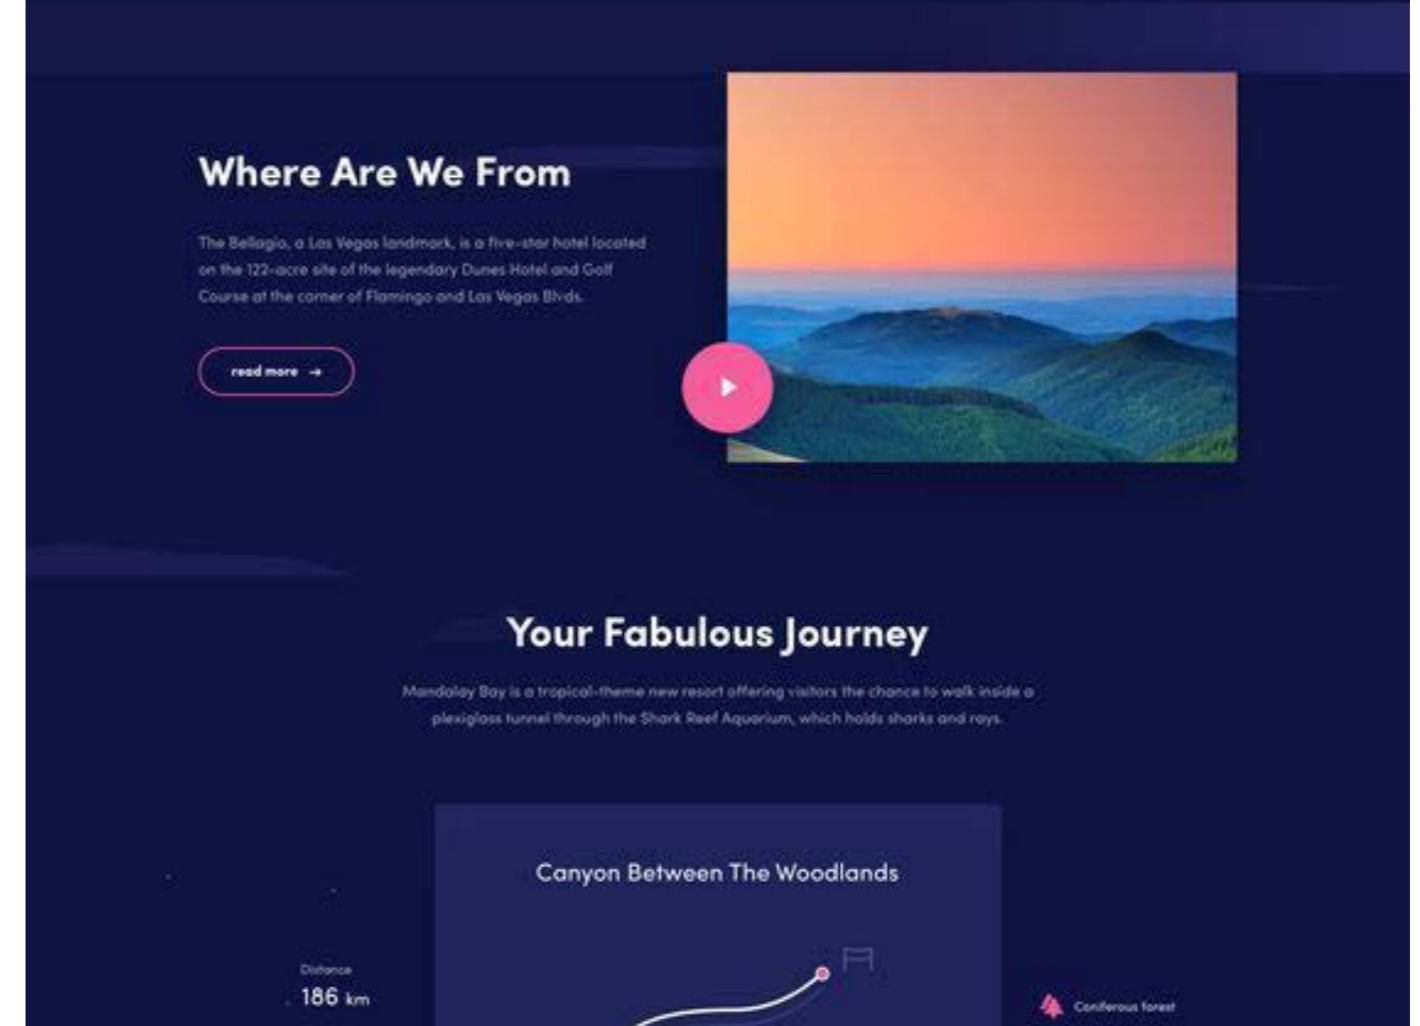 Where Are We From
The Bellagio, a Las Vegas landmark, is a five-star hotel located
on the 122-acre site of the legendary Dunes Hotel and Golf
Course at the corner of Flamingo and Las Vegas Blvds.
read more →
Your Fabulous Journey
Mandalay Bay is a tropical-theme new resort offering visitors the chance to walk inside a
plexiglass tunnel through the Shark Reef Aquarium, which holds sharks and rays.
Canyon Between The Woodlands
Distance
186 km
Coniferous forest